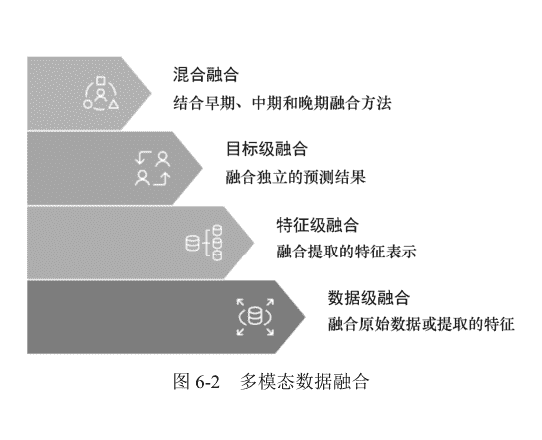 混合融合
结合早期、中期和晚期融合方法
目标级融合
融合独立的预测结果
特征级融合
融合提取的特征表示
数据级融合
融合原始数据或提取的特征
图 6-2 多模态数据融合